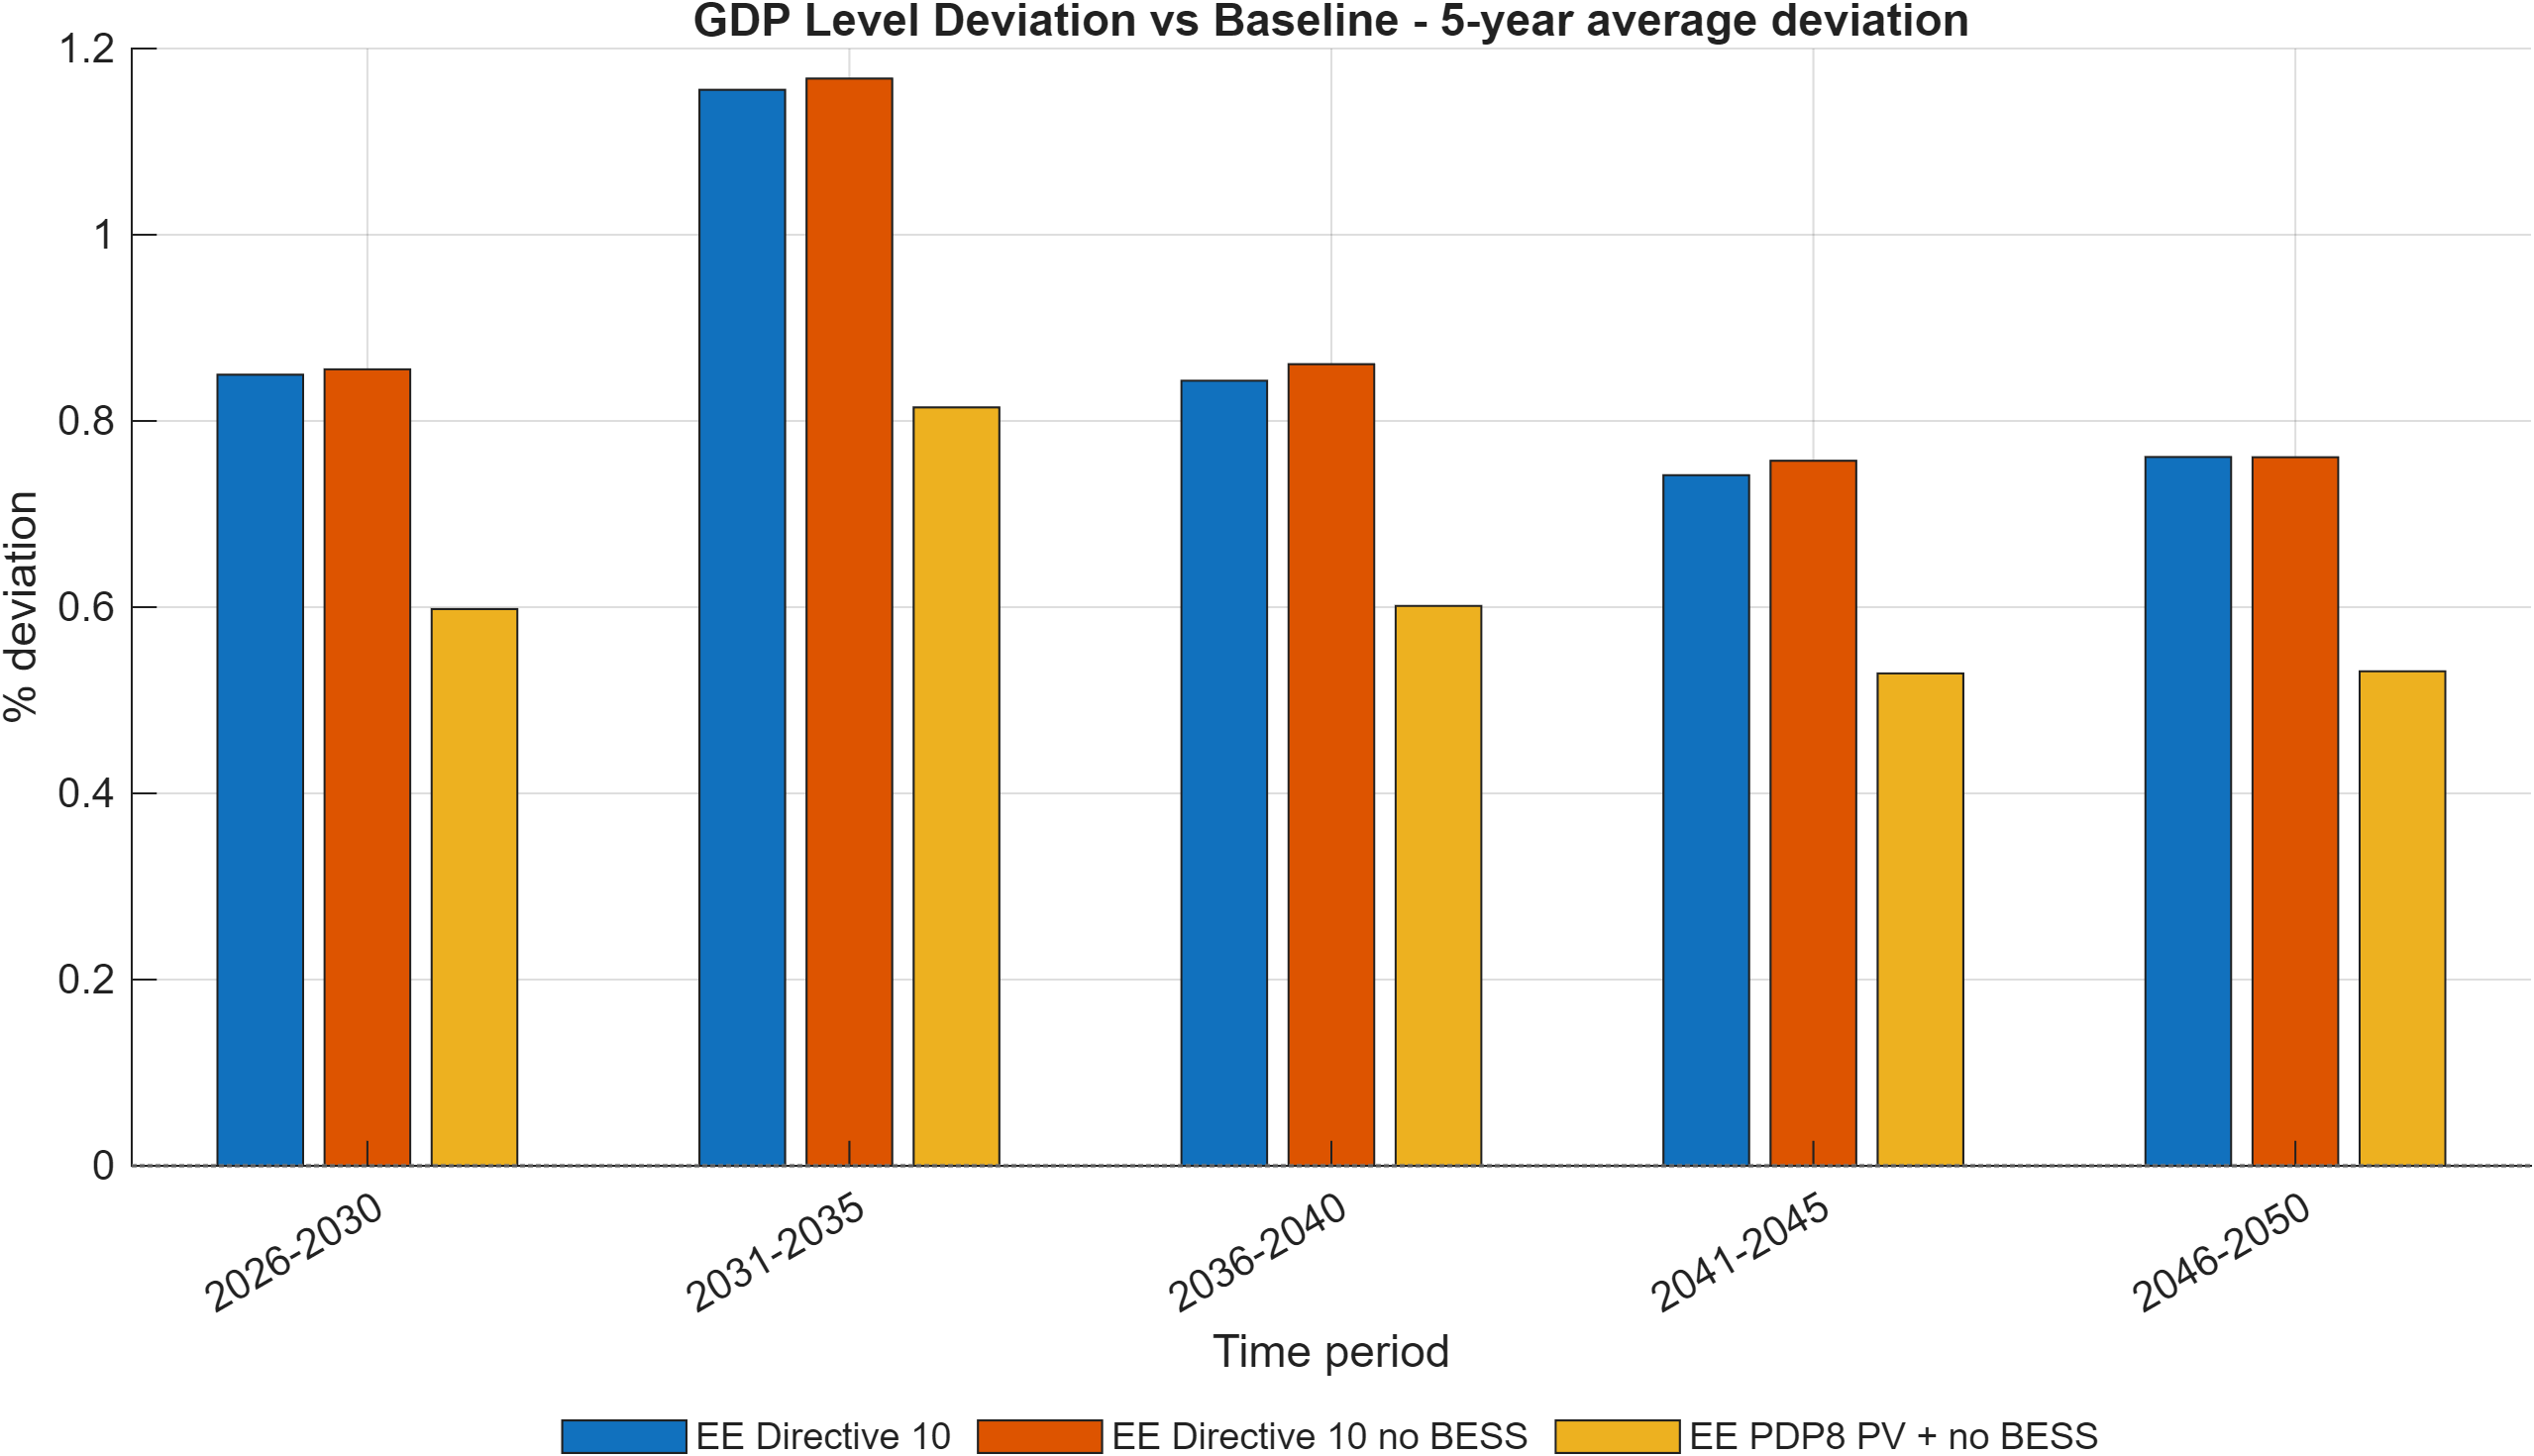 GDP Level Deviation vs Baseline - 5-year average deviation
1.2
1
0.8
0.6
0.4
0.2
0
% deviation
2026-2030
2031-2035
2036-2040
2041-2045
2046-2050
Time period
EE Directive 10
EE Directive 10 no BESS
EE PDP8 PV + no BESS